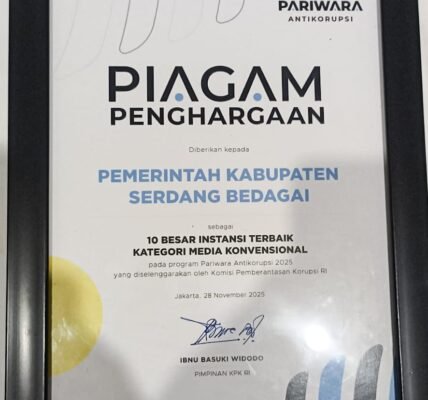 PARIWARA
ANTIKORUPSI
PIAGAM
PENGHARGAAN
Diberikan kepada
PEMERINTAH KABUPATEN
SERDANG BEDAGAI
sebagai
10 BESAR INSTANSI TERBAIK
KATEGORI MEDIA KONVENSIONAL
pada program Pariwara Antikorupsi 2025
yang diselenggarakan oleh Komisi Pemberantasan Korupsi RI
Jakarta, 28 November 2025
IBNU BASUKI WIDODO
PIMPINAN KPK RI